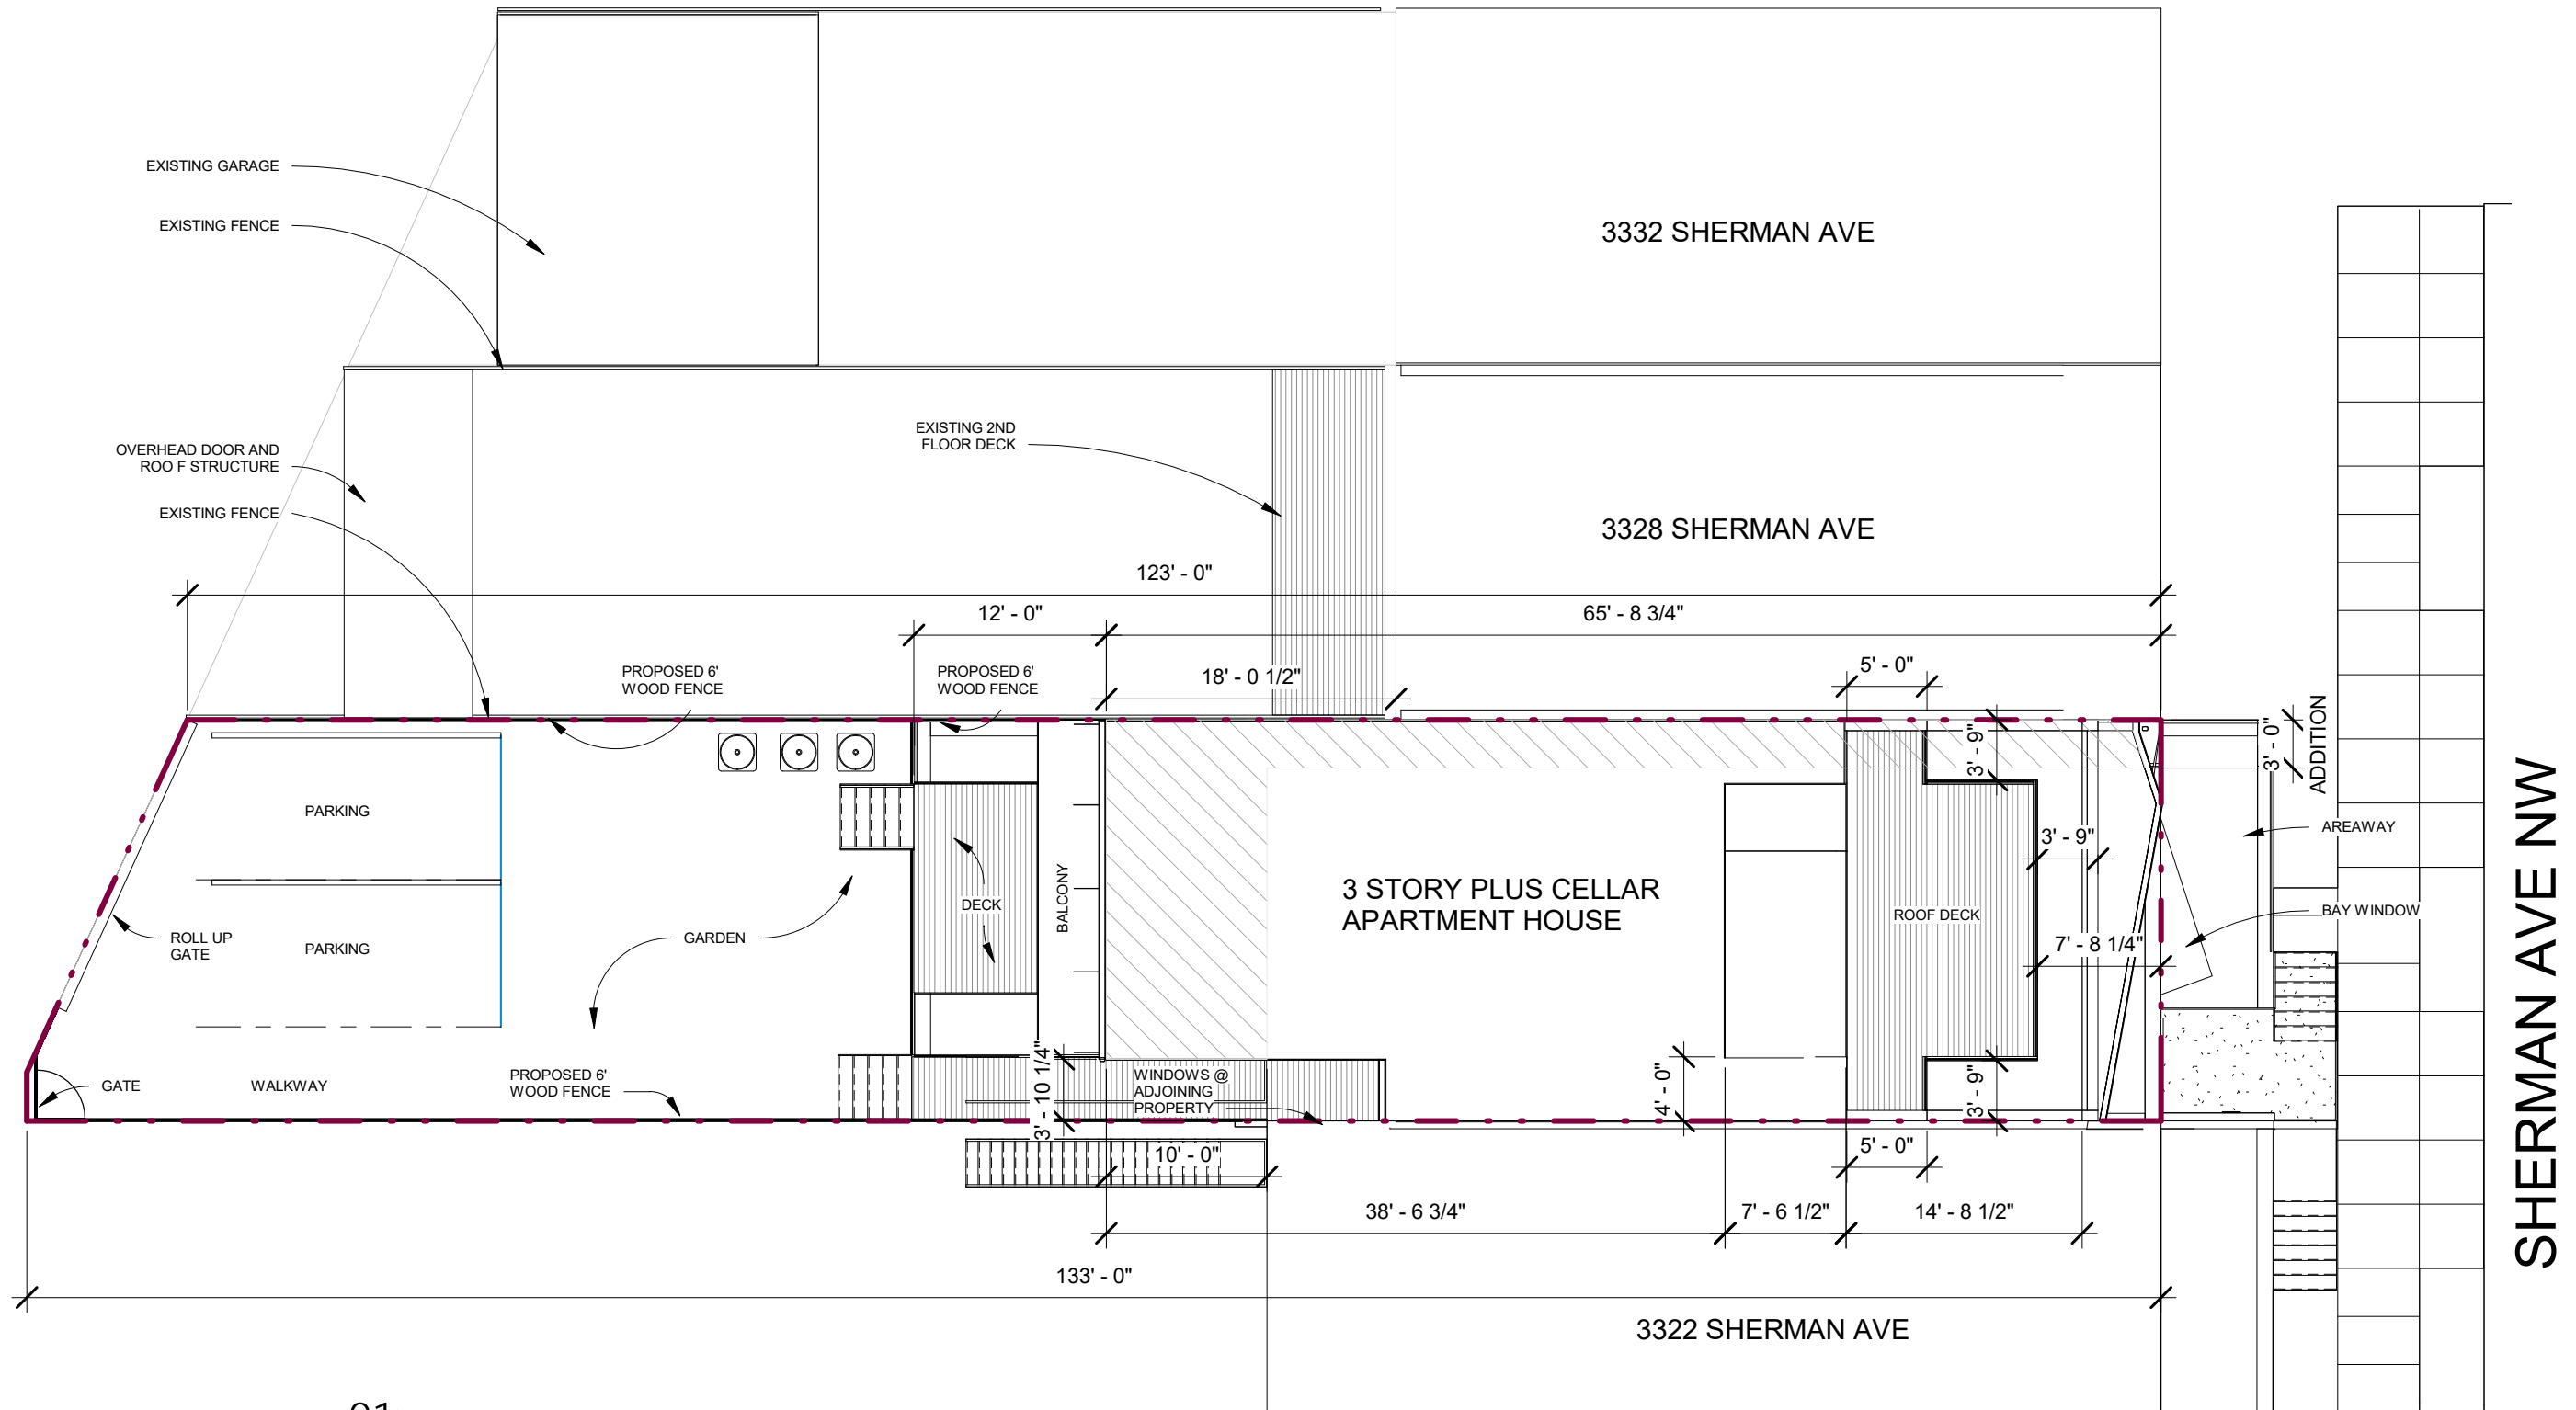 EXISTING GARAGE
EXISTING FENCE
3332 SHERMAN AVE
OVERHEAD DOOR AND
ROO F STRUCTURE
EXISTING FENCE
EXISTING 2ND
FLOOR DECK
3328 SHERMAN AVE
123' - 0"
12' - 0"
65' - 8 3/4"
PROPOSED 6'
WOOD FENCE
PROPOSED 6'
WOOD FENCE
18' - 0 1/2"
5' - 0"
3' - 9"
3' - 0"
ADDITION
PARKING
3' - 9"
AREAWAY
3 STORY PLUS CELLAR
APARTMENT HOUSE
DECK
BALCONY
ROOF DECK
BAY WINDOW
ROLL UP
GATE
PARKING
GARDEN
7' - 8 1/4"
SHERMAN AVE NW
GATE
WALKWAY
PROPOSED 6'
WOOD FENCE
3' - 10 1/4"
WINDOWS @
ADJOINING
PROPERTY
4' - 0"
3' - 9"
10' - 0"
5' - 0"
38' - 6 3/4"
7' - 6 1/2"
14' - 8 1/2"
133' - 0"
3322 SHERMAN AVE
01